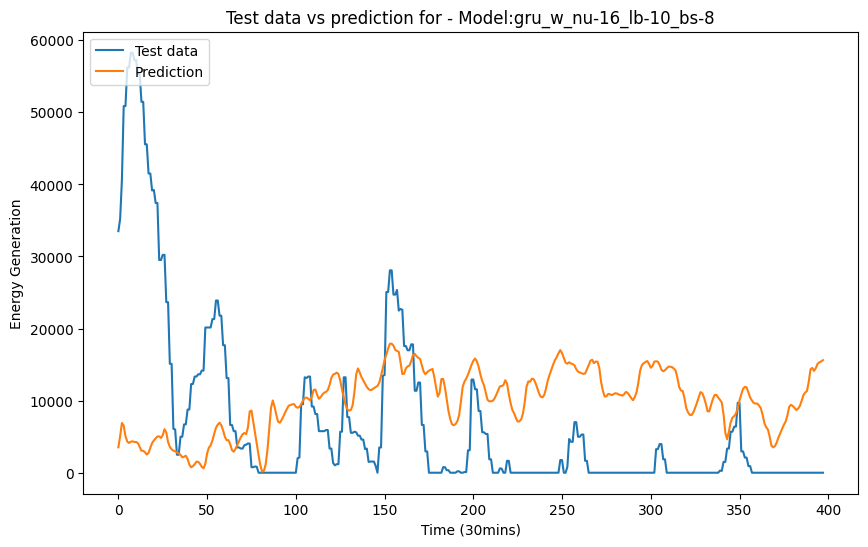 Test data vs prediction for - Model:gru_w_nu-16_lb-10_bs-8
Test data
Prediction
60000
50000
40000
30000
20000
10000
0
Energy Generation
0 50 100 150 200 250 300 350 400
Time (30mins)